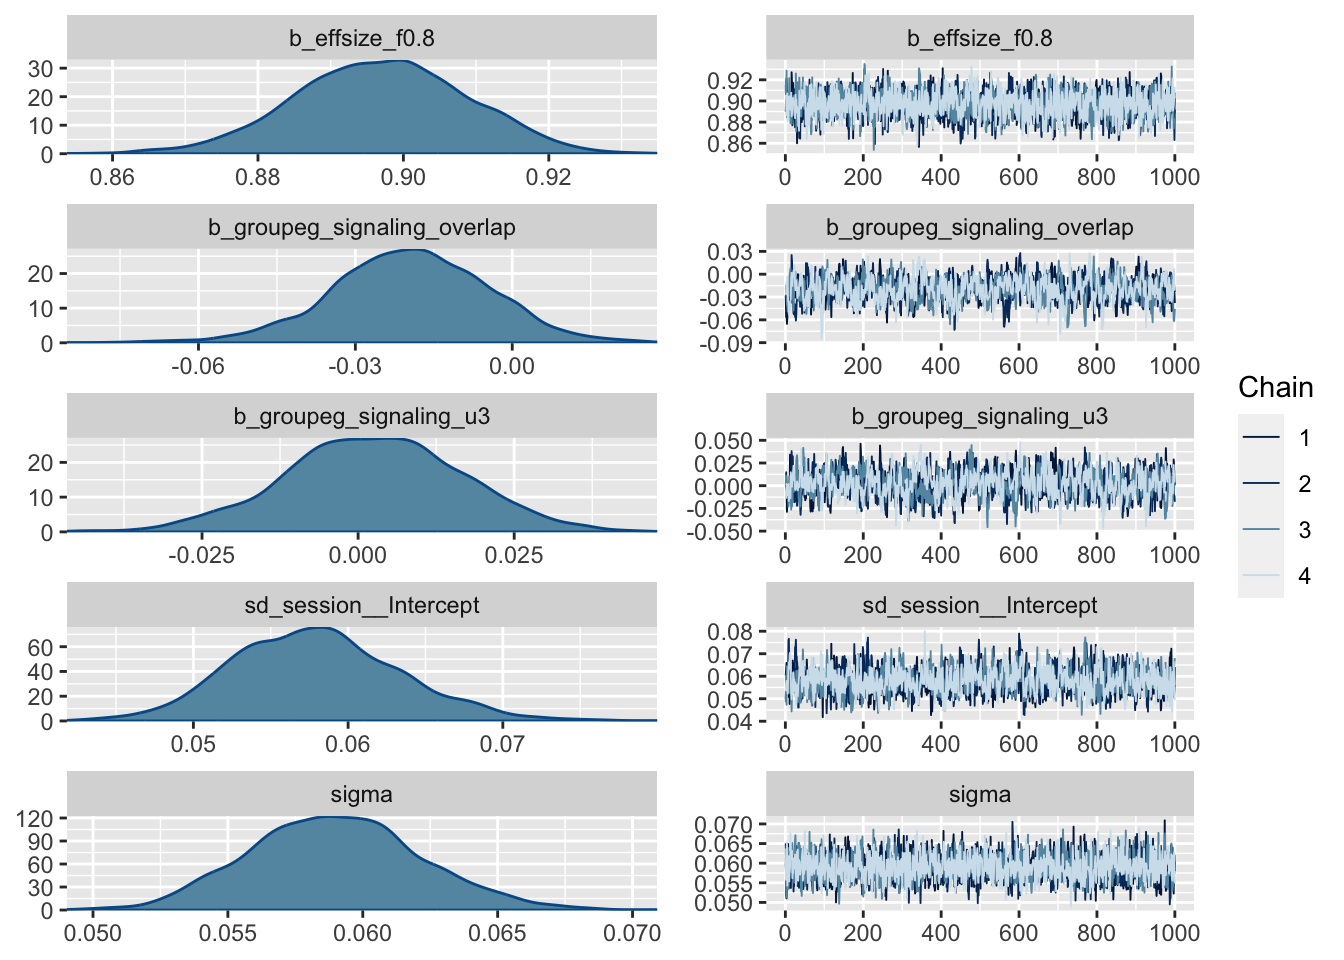 b_effsize_f0.8
30
20
10
0
0.86 0.88 0.90 0.92
b_effsize_f0.8
0.92
0.90
0.88
0.86
0 200 400 600 800 1000
b_groupeg_signaling_overlap
20
10
0
-0.06 -0.03 0.00
b_groupeg_signaling_overlap
0.03
0.00
-0.03
-0.06
-0.09
0 200 400 600 800 1000
b_groupeg_signaling_u3
20
10
0
-0.025 0.000 0.025
b_groupeg_signaling_u3
0.050
0.025
0.000
-0.025
-0.050
0 200 400 600 800 1000
sd_session__Intercept
60
40
20
0
0.05 0.06 0.07
sd_session__Intercept
0.08
0.07
0.06
0.05
0.04
0 200 400 600 800 1000
sigma
120
90
60
30
0
0.050 0.055 0.060 0.065 0.070
sigma
0.070
0.065
0.060
0.055
0.050
0 200 400 600 800 1000
Chain
1
2
3
4